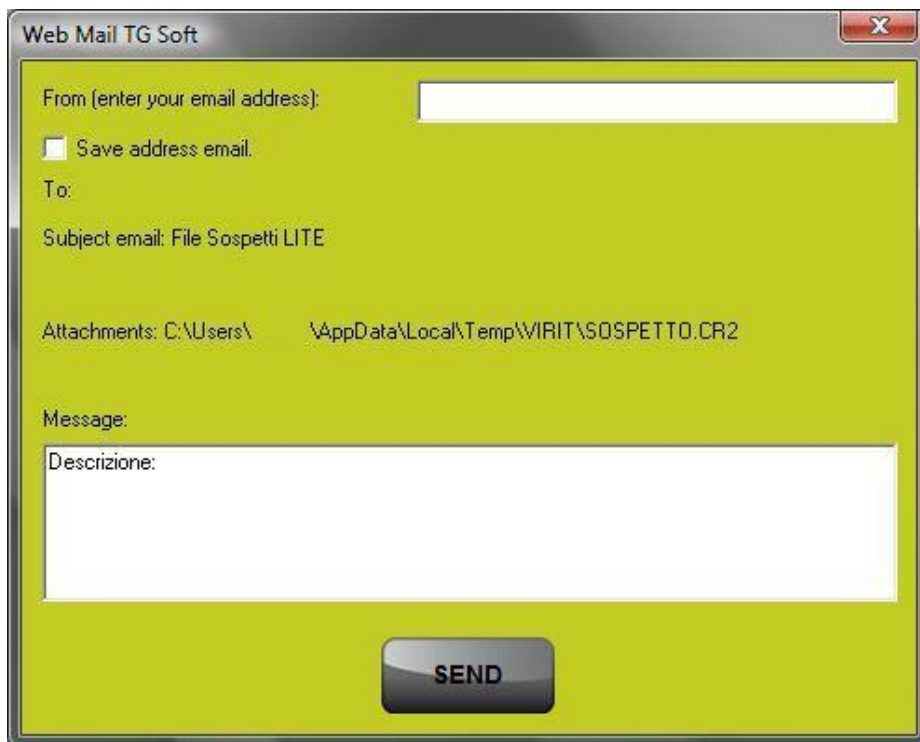 Web Mail TG Soft
From (enter your email address):
Save address email.
To:
Subject email: File Sospetti LITE
Attachments: C:\Users\ \AppData\Local\Temp\VIRIT\SOSPETTO.CR2
Message:
Descrizione:
SEND